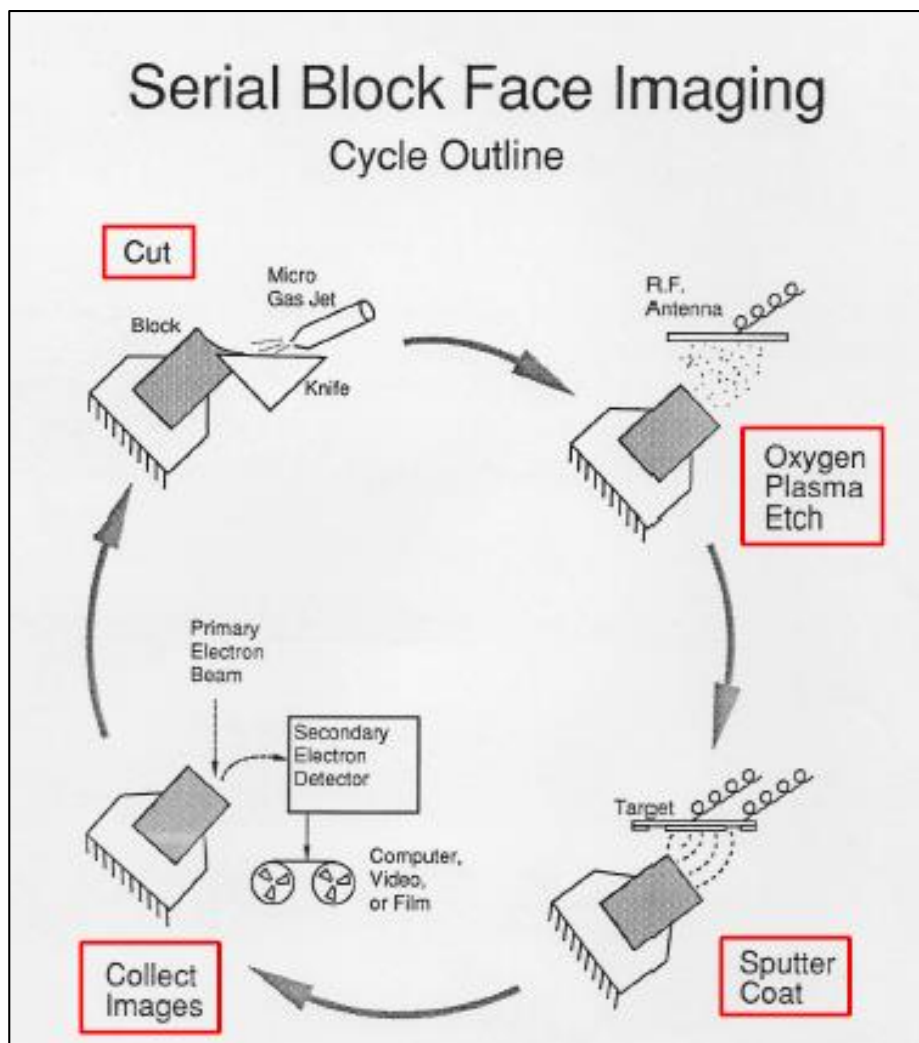 Serial Block Face Imaging
Cycle Outline
Cut
Micro
Gas Jet
Block
Knife
R.F.
Antenna
Oxygen
Plasma
Etch
Target
Sputter
Coat
Primary
Electron
Beam
Secondary
Electron
Detector
Computer,
Video,
or Film
Collect
Images